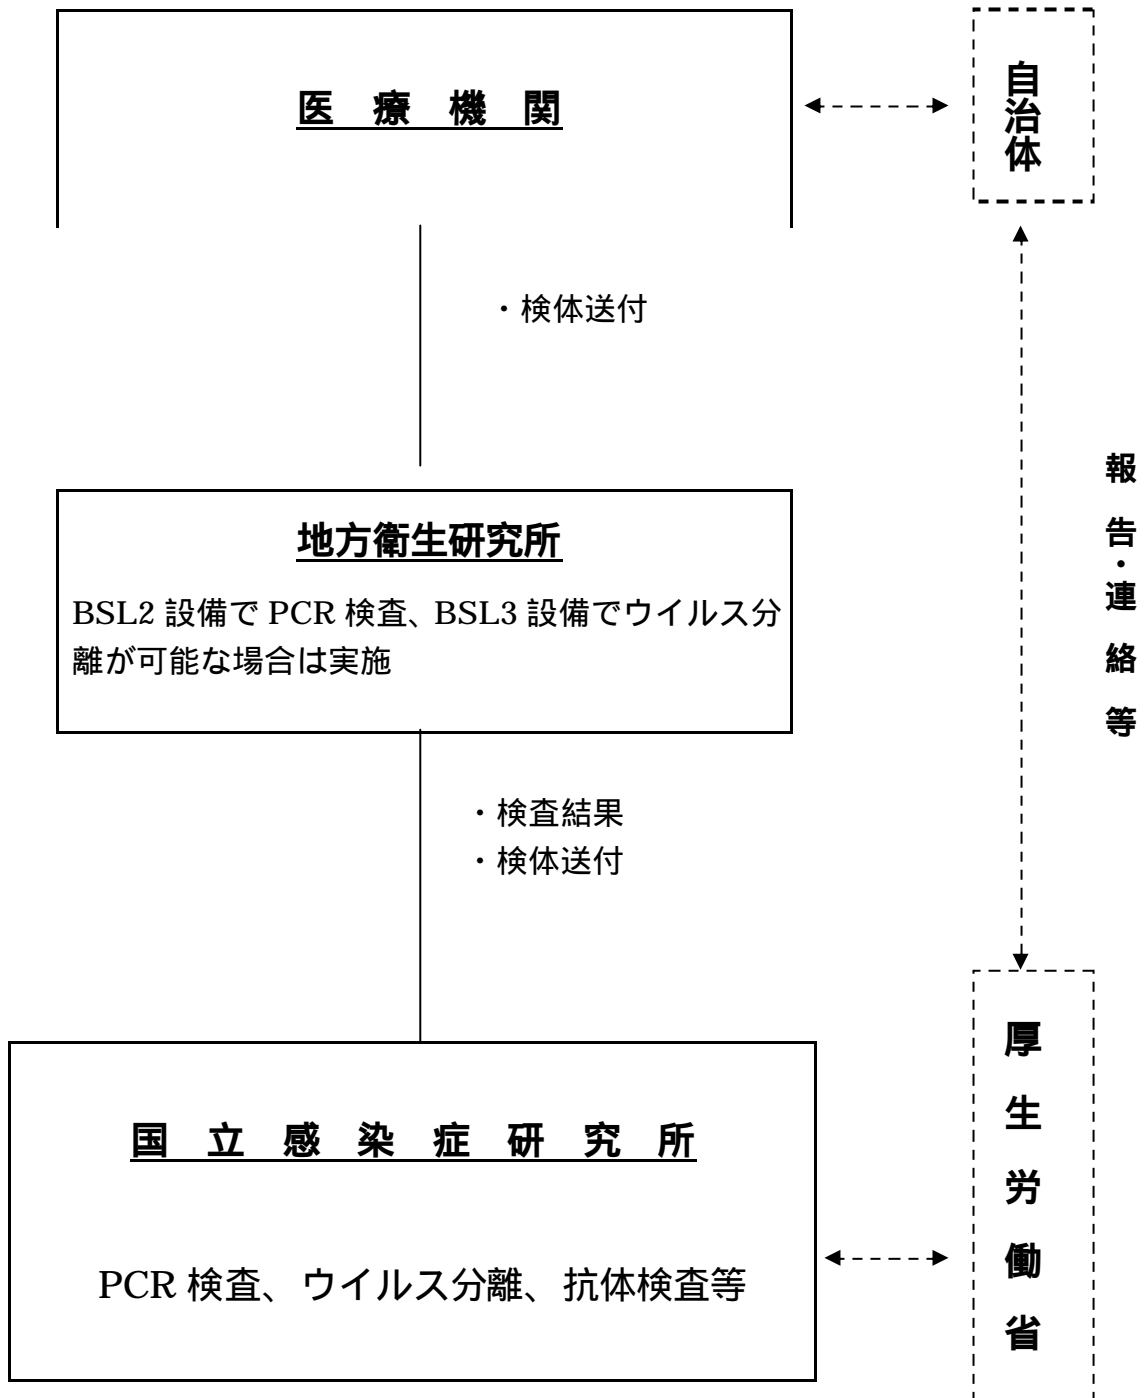 医 療 機 関
自治体
・検体送付
報 告・連 絡 等
地方衛生研究所
BSL2 設備で PCR 検査、BSL3 設備でウイルス分
離が可能な場合は実施
・検査結果
・検体送付
国 立 感 染 症 研 究 所
PCR 検査、ウイルス分離、抗体検査等
厚 生 労 働 省